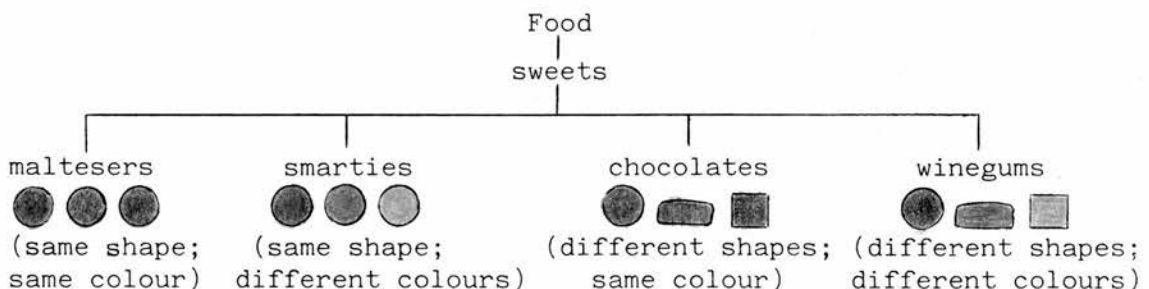 Food
sweets
maltesers smarties chocolates winegums
(same shape; (same shape; (different shapes; (different shapes;
same colour) different colours) same colour) different colours)